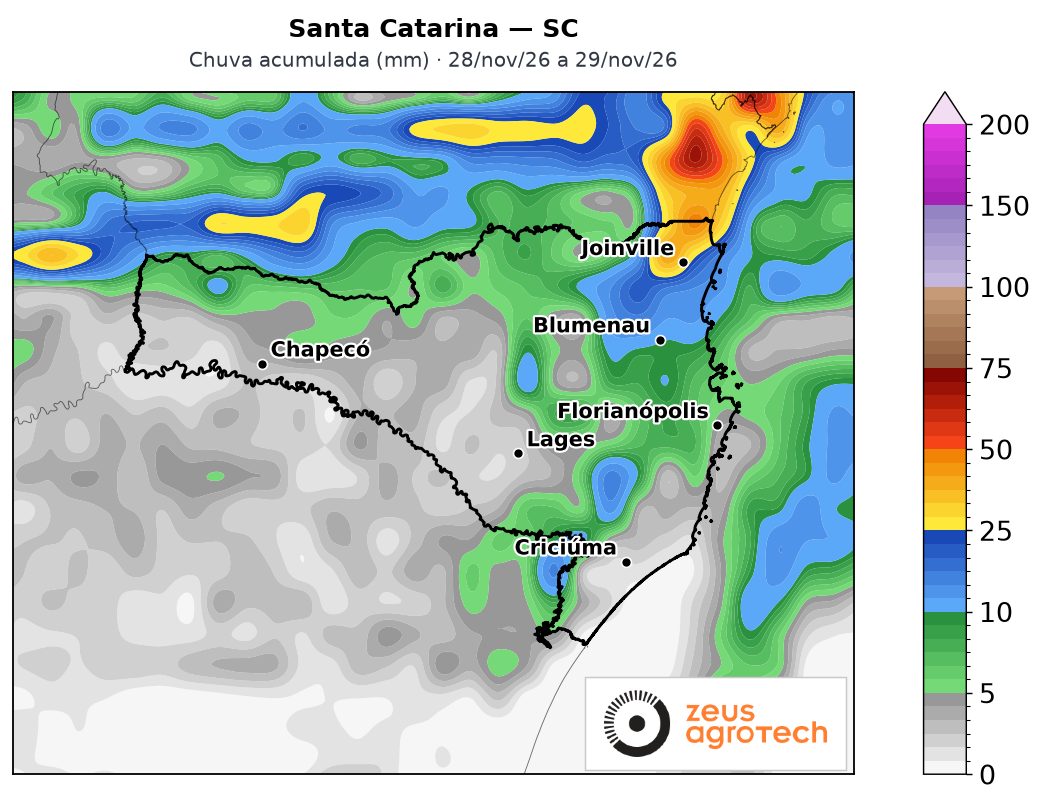 Santa Catarina — SC
Chuva acumulada (mm) · 28/nov/26 a 29/nov/26
Joinville
Blumenau
Chapecó
Florianópolis
Lages
Criciúma
200
150
100
75
50
25
10
5
0
zeus
agrotech